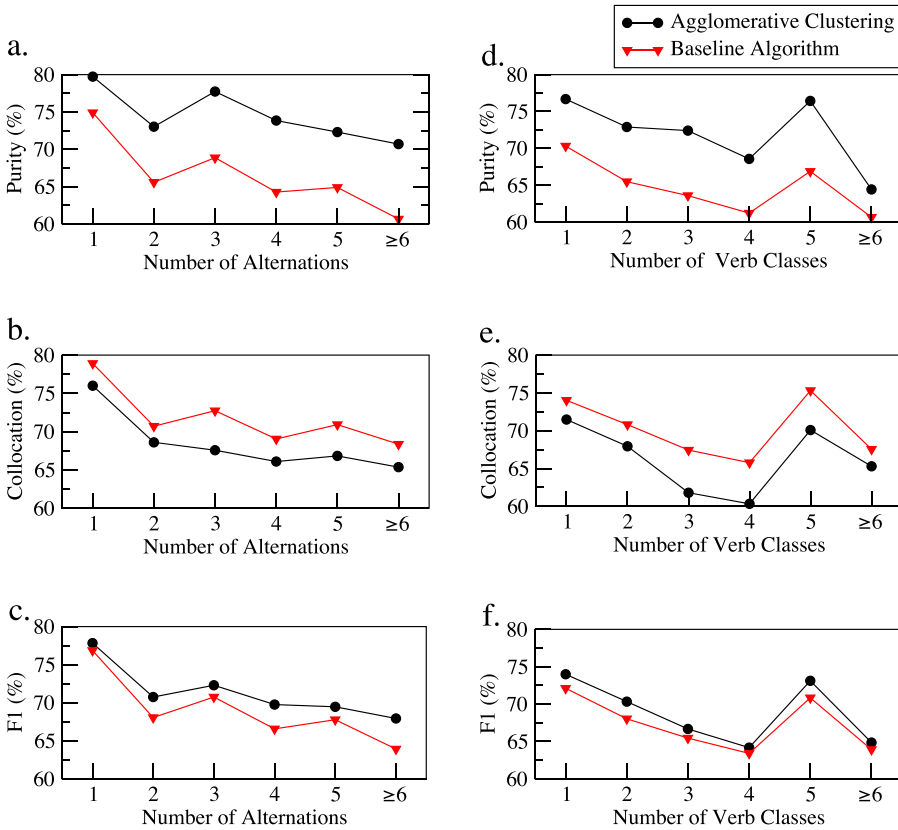 Agglomerative Clustering
Baseline Algorithm
a.
80
75
70
65
60
Purity (%)
1 2 3 4 5 ≥6
Number of Alternations
d.
80
75
70
65
60
Purity (%)
1 2 3 4 5 ≥6
Number of Verb Classes
b.
80
75
70
65
60
Collocation (%)
1 2 3 4 5 ≥6
Number of Alternations
e.
80
75
70
65
60
Collocation (%)
1 2 3 4 5 ≥6
Number of Verb Classes
c.
80
75
70
65
60
F1 (%)
1 2 3 4 5 ≥6
Number of Alternations
f.
80
75
70
65
60
F1 (%)
1 2 3 4 5 ≥6
Number of Verb Classes